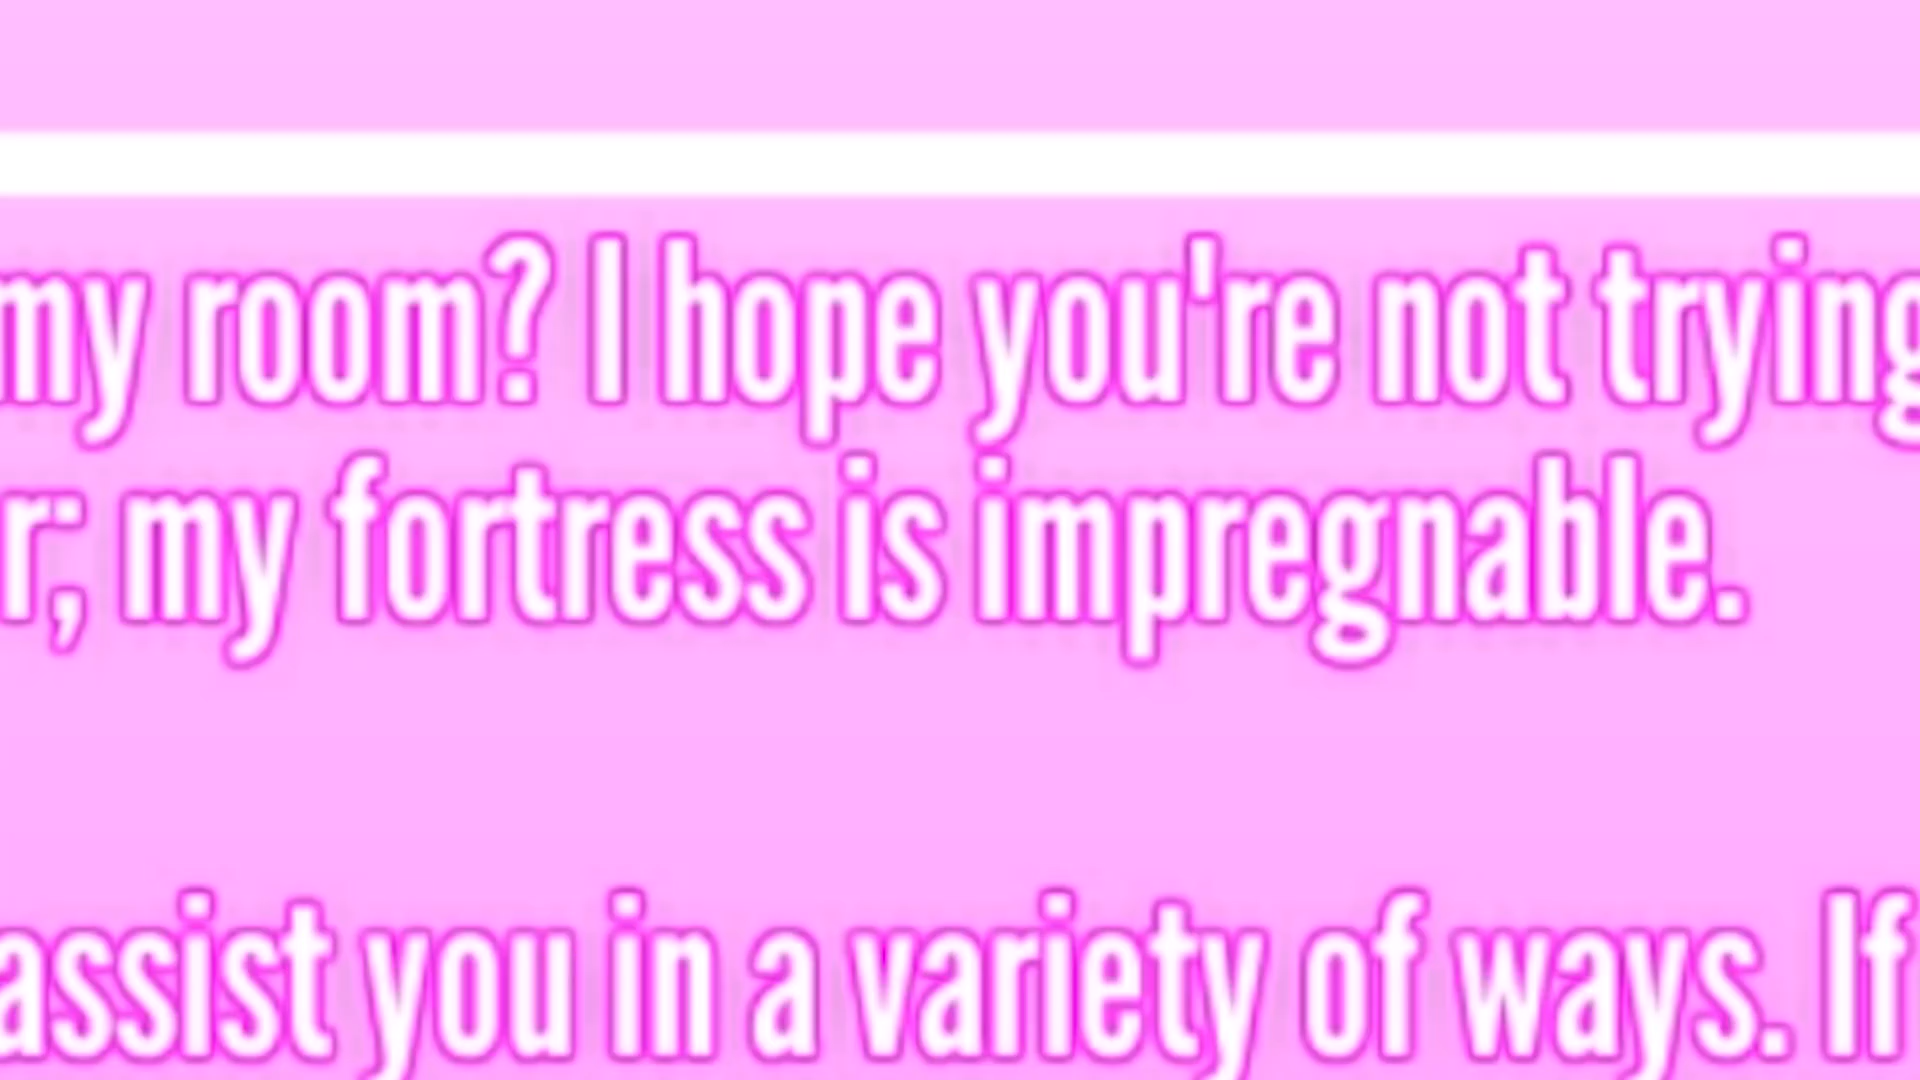 my room? I hope you're not trying
r; my fortress is impregnable.
assist you in a variety of ways. If